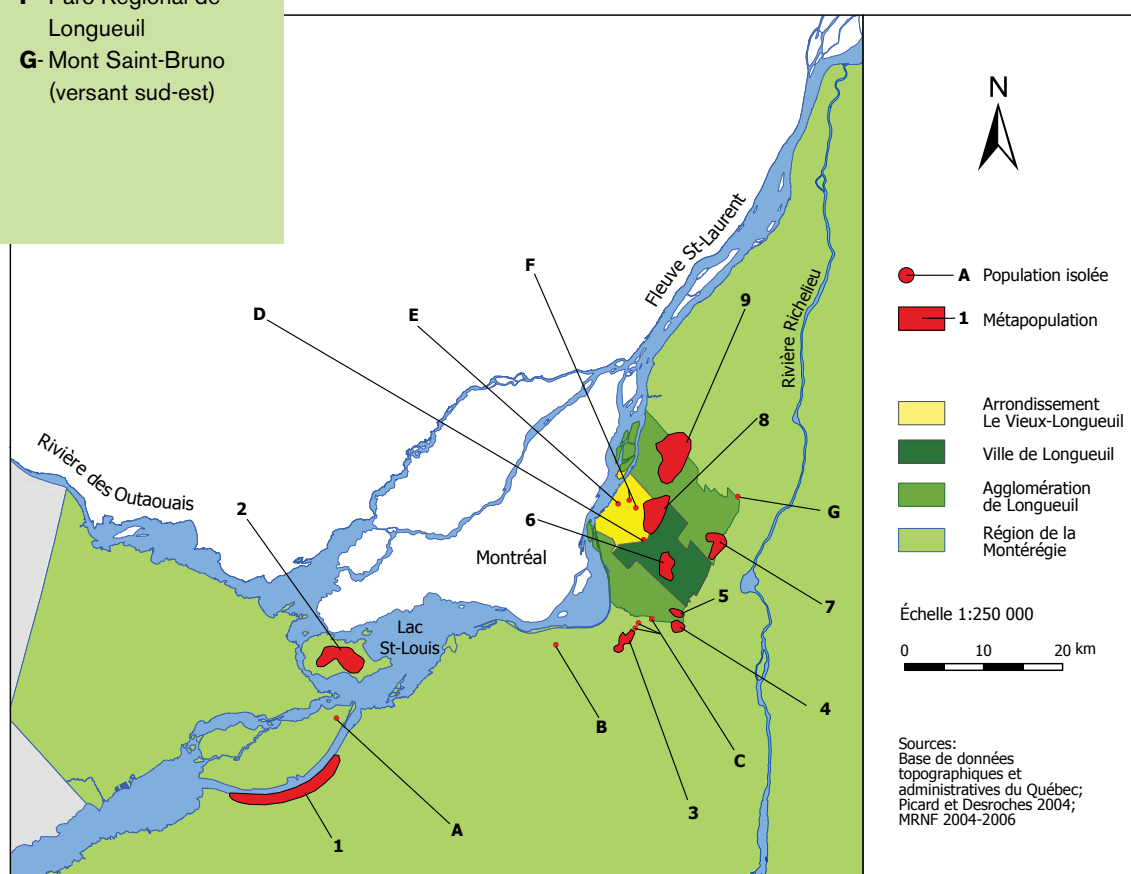 Parc Régional de
Longueuil
G- Mont Saint-Bruno
(versant sud-est)
N
Fleuve St-Laurent
Rivière Richelieu
F
9
E
D
A Population isolée
1 Métapopulation
8
Arrondissement
Le Vieux-Longueuil
Ville de Longueuil
Agglomération
de Longueuil
Région de la
Montérégie
Rivière des Outaouais
2
6
G
Montréal
5
7
Lac
St-Louis
Échelle 1:250 000
0 10 20 km
4
B
C
3
A
1
Sources:
Base de données
topographiques et
administratives du Québec;
Picard et Desroches 2004;
MRNF 2004-2006